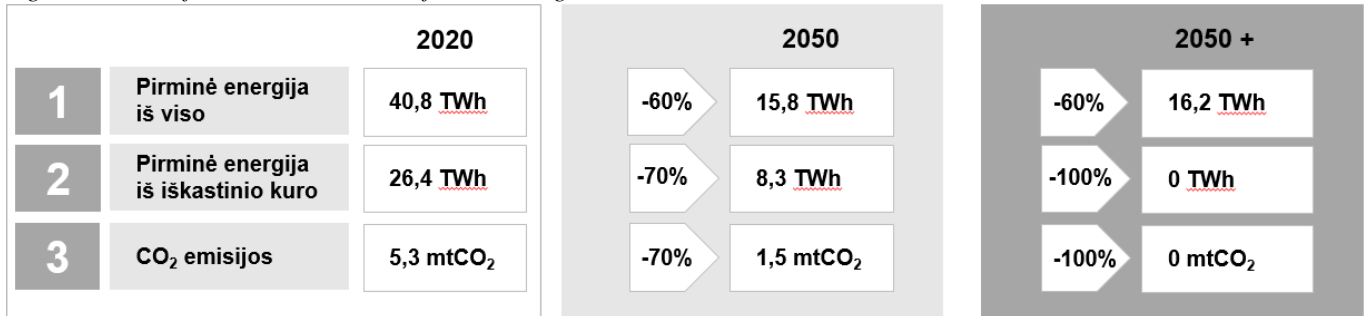 2020
2050
2050 +
1
Pirminė energija
iš viso
40,8 TWh
-60%
15,8 TWh
-60%
16,2 TWh
2
Pirminė energija
iš iškastinio kuro
26,4 TWh
-70%
8,3 TWh
-100%
0 TWh
3
CO₂ emisijos
5,3 mtCO₂
-70%
1,5 mtCO₂
-100%
0 mtCO₂